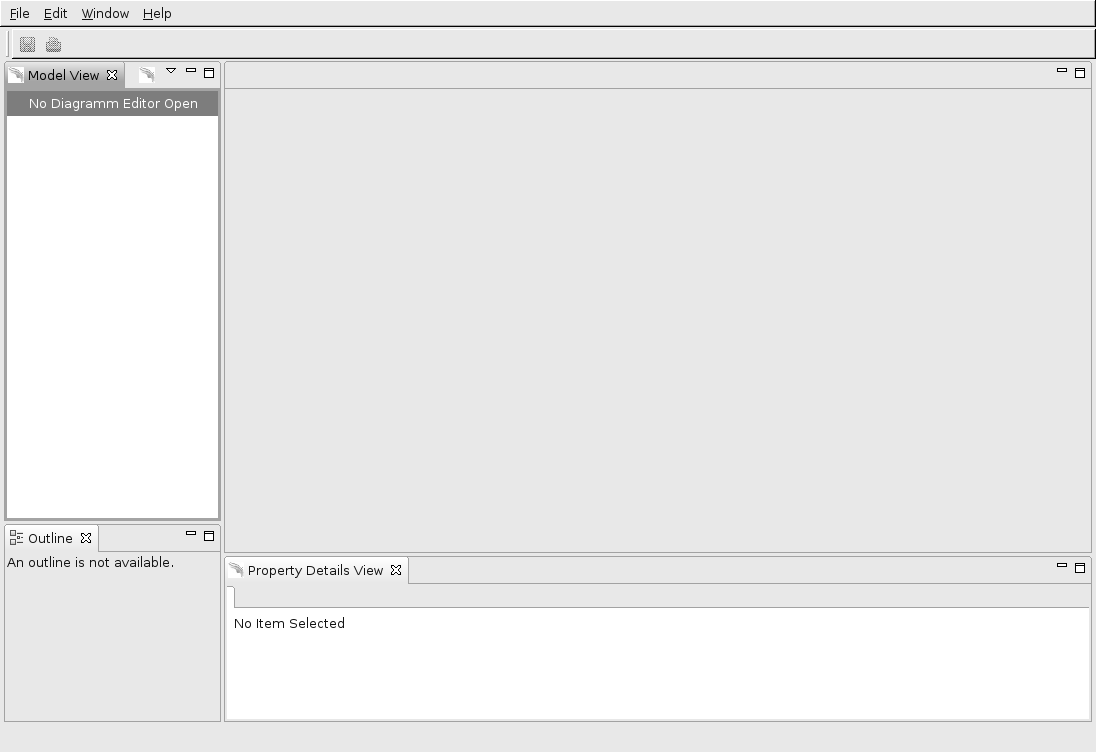 File Edit Window Help
Model View
No Diagramm Editor Open
Outline
An outline is not available.
Property Details View
No Item Selected